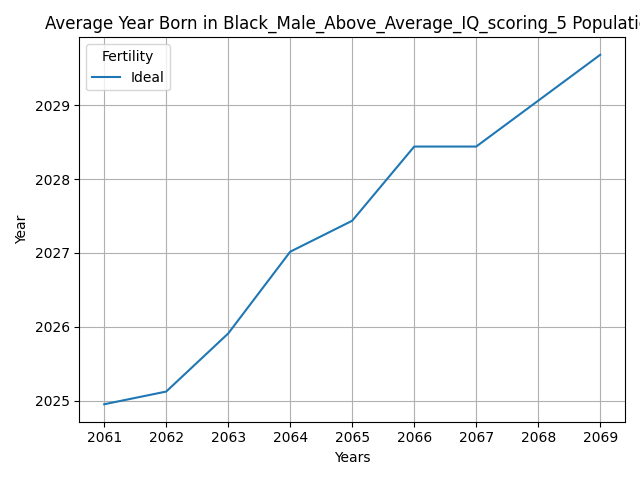 Average Year Born in Black_Male_Above_Average_IQ_scoring_5 Populati
Fertility
Ideal
Year
2029
2028
2027
2026
2025
2061 2062 2063 2064 2065 2066 2067 2068 2069
Years